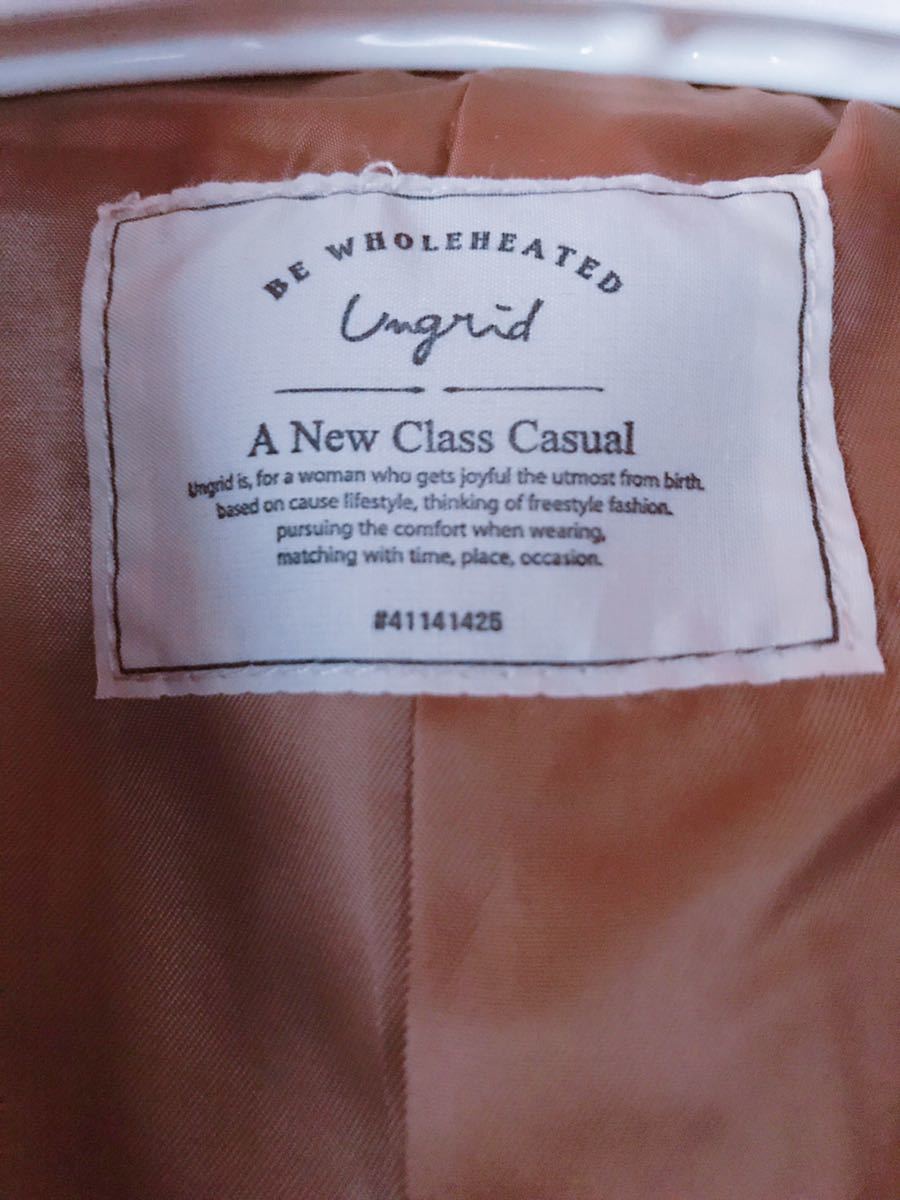 BE WHOLEHEATED
Ungrid
A New Class Casual
Ungrid is, for a woman who gets joyful the utmost from birth.
based on cause lifestyle, thinking of freestyle fashion.
pursuing the comfort when wearing,
matching with time, place, occasion.
#41141425